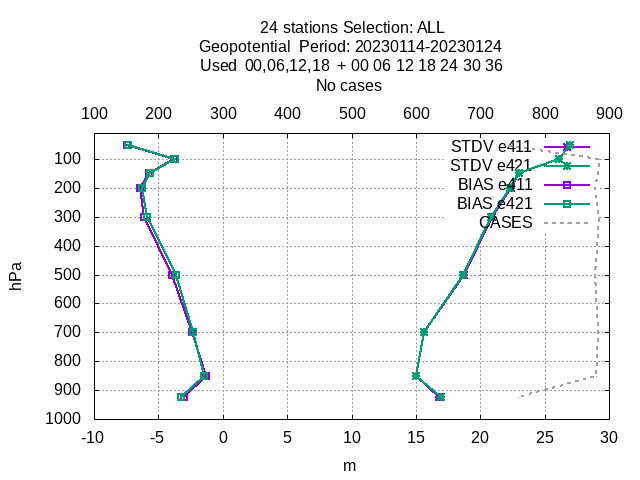 24 stations Selection: ALL
Geopotential  Period: 20230114-20230124
Used  00,06,12,18  + 00 06 12 18 24 30 36
No cases
100 200 300 400 500 600 700 800 900
STDV e411
STDV e421
BIAS e411
BIAS e421
CASES
hPa
100
200
300
400
500
600
700
800
900
1000
-10 -5 0 5 10 15 20 25 30
m